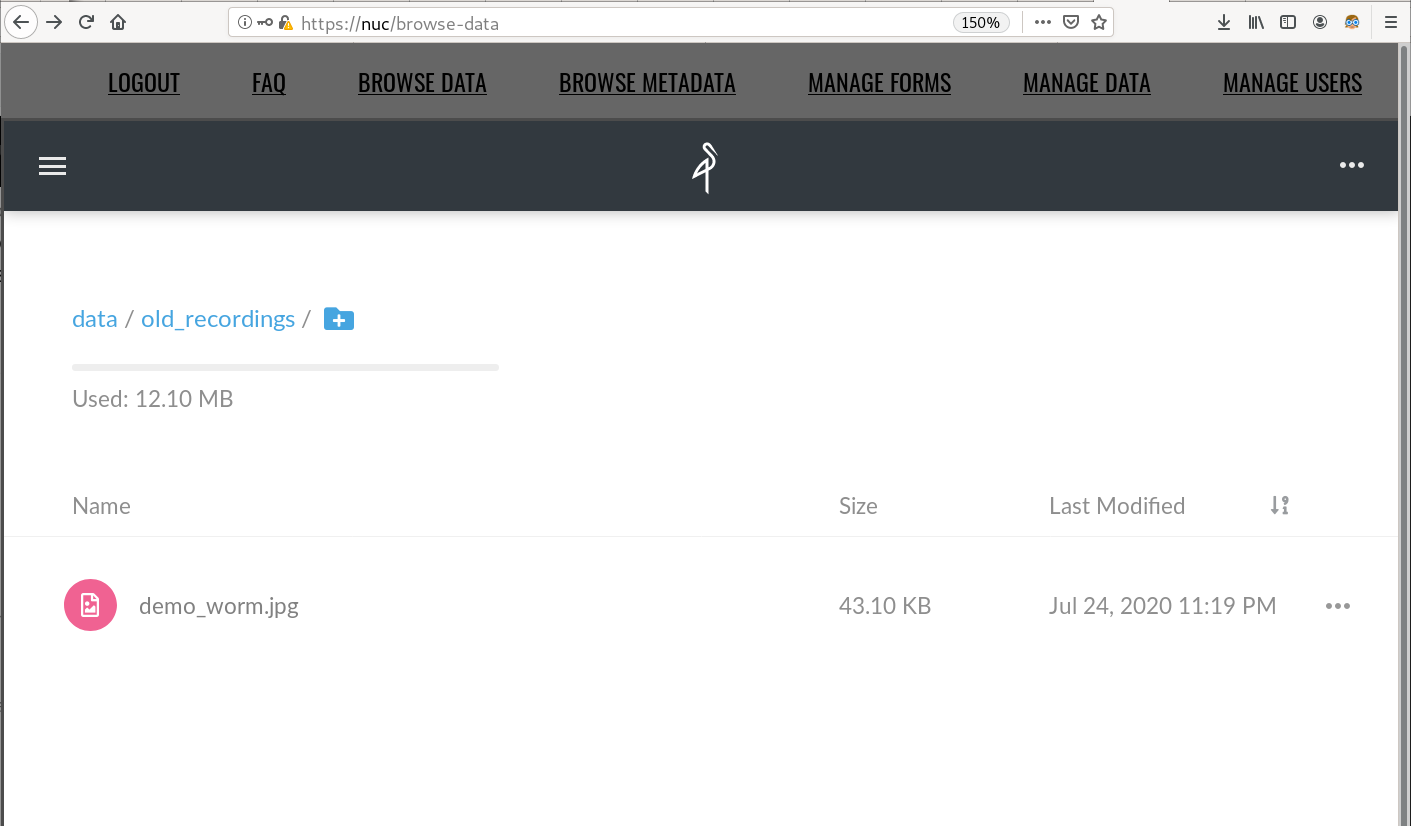 https://nuc/browse-data 150%
LOGOUT FAQ BROWSE DATA BROWSE METADATA MANAGE FORMS MANAGE DATA MANAGE USERS
data / old_recordings /
Used: 12.10 MB
Name Size Last Modified
demo_worm.jpg 43.10 KB Jul 24, 2020 11:19 PM